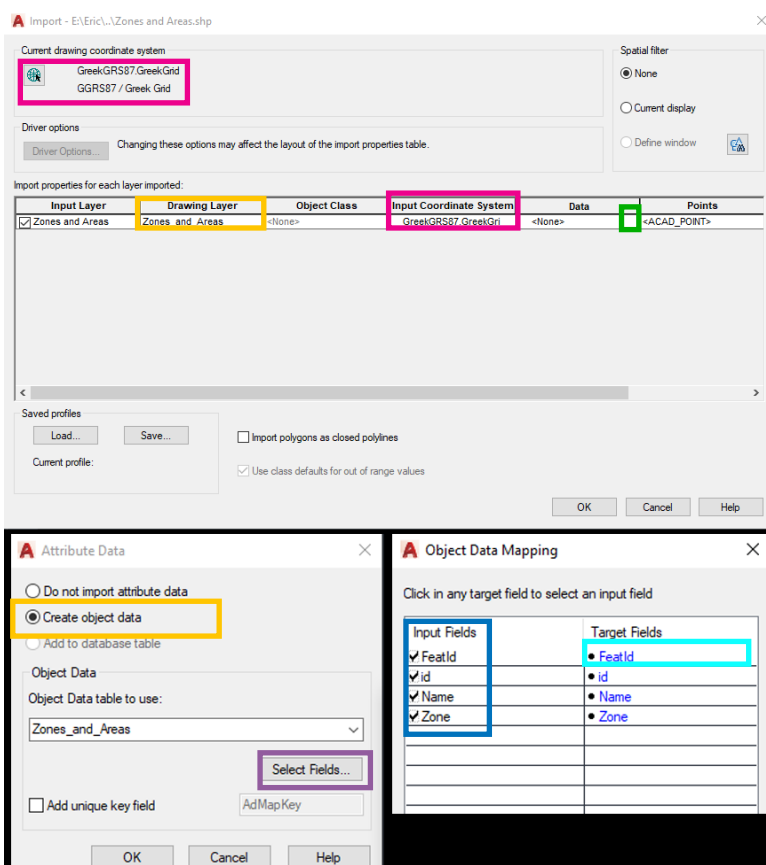 Import - E:\Eric\..\Zones and Areas.shp
Current drawing coordinate system
GreekGRS87.GreekGrid
GGRS87 / Greek Grid
Spatial filter
None
Current display
Define window
Driver options
Driver Options...
Changing these options may affect the layout of the import properties table.
Import properties for each layer imported:
Input Layer Drawing Layer Object Class Input Coordinate System Data Points
Zones and Areas Zones_and_Areas <None> GreekGRS87.GreekGri <None> <ACAD_POINT>
Saved profiles
Load... Save...
Current profile:
Import polygons as closed polylines
Use class defaults for out of range values
OK Cancel Help
Attribute Data
Do not import attribute data
Create object data
Add to database table
Object Data
Object Data table to use:
Zones_and_Areas
Select Fields...
Add unique key field AdMapKey
OK Cancel Help
Object Data Mapping
Click in any target field to select an input field
Input Fields Target Fields
FeatId FeatId
id id
Name Name
Zone Zone